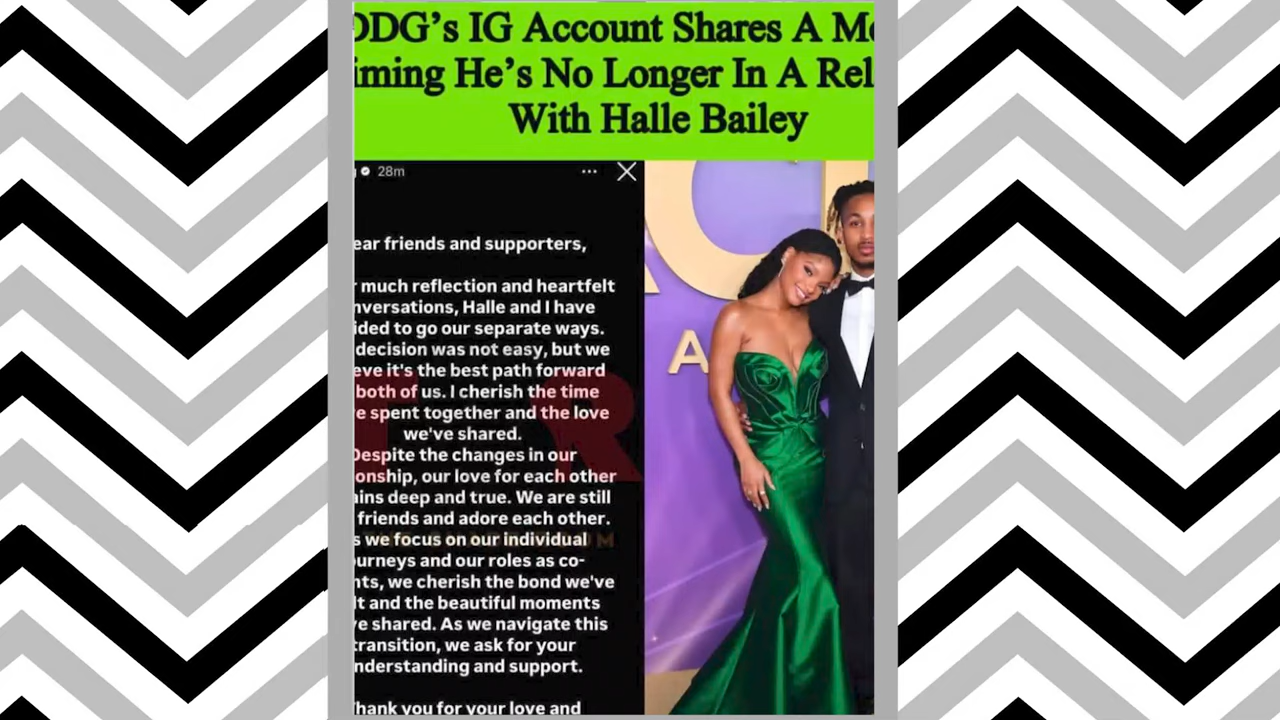 DDG's IG Account Shares A M
iming He's No Longer In A Rel
With Halle Bailey
28m
ear friends and supporters,
much reflection and heartfelt
nversations, Halle and I have
ided to go our separate ways.
decision was not easy, but we
eve it's the best path forward
both of us. I cherish the time
e spent together and the love
we've shared.
Despite the changes in our
onship, our love for each other
ins deep and true. We are still
friends and adore each other.
s we focus on our individual
urneys and our roles as co-
nts, we cherish the bond we've
lt and the beautiful moments
e shared. As we navigate this
transition, we ask for your
nderstanding and support.
Thank you for your love and
A